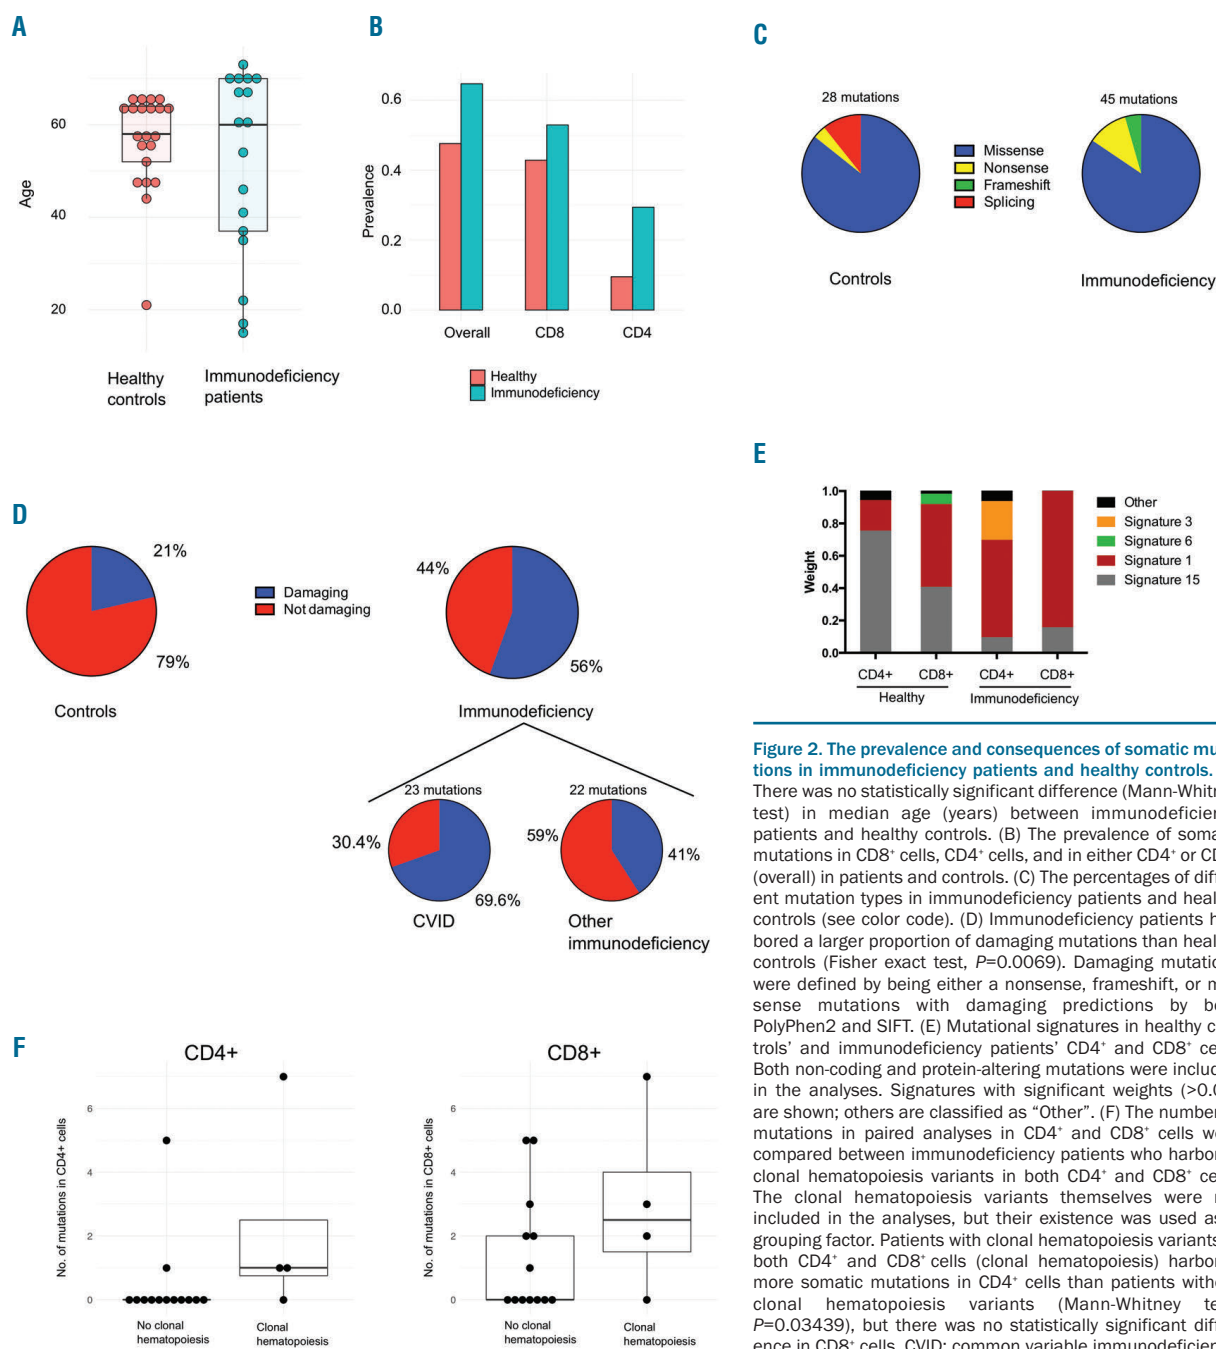 A
B
C
60
40
20
Age
Healthy
controls
Immunodeficiency
patients
0.6
0.4
0.2
0.0
Prevalence
Overall
CD8
CD4
Healthy
Immunodeficiency
28 mutations
45 mutations
Missense
Nonsense
Frameshift
Splicing
Controls
Immunodeficiency
D
21%
79%
Controls
Damaging
Not damaging
44%
56%
Immunodeficiency
23 mutations
22 mutations
30.4%
69.6%
59%
41%
CVID
Other
immunodeficiency
E
1.0
0.8
0.6
0.4
0.2
0.0
Weight
CD4+
CD8+
CD4+
CD8+
Healthy
Immunodeficiency
Other
Signature 3
Signature 6
Signature 1
Signature 15
F
CD4+
6
4
2
0
No. of mutations in CD4+ cells
No clonal
hematopoiesis
Clonal
hematopoiesis
CD8+
6
4
2
0
No. of mutations in CD8+ cells
No clonal
hematopoiesis
Clonal
hematopoiesis
Figure 2. The prevalence and consequences of somatic mu
tions in immunodeficiency patients and healthy controls.
There was no statistically significant difference (Mann-Whitn
test) in median age (years) between immunodeficien
patients and healthy controls. (B) The prevalence of soma
mutations in CD8+ cells, CD4+ cells, and in either CD4+ or CD
(overall) in patients and controls. (C) The percentages of diff
ent mutation types in immunodeficiency patients and heal
controls (see color code). (D) Immunodeficiency patients h
bored a larger proportion of damaging mutations than heal
controls (Fisher exact test, P=0.0069). Damaging mutatio
were defined by being either a nonsense, frameshift, or m
sense mutations with damaging predictions by bo
PolyPhen2 and SIFT. (E) Mutational signatures in healthy c
trols' and immunodeficiency patients' CD4+ and CD8+ ce
Both non-coding and protein-altering mutations were includ
in the analyses. Signatures with significant weights (>0.0
are shown; others are classified as "Other". (F) The number
mutations in paired analyses in CD4+ and CD8+ cells we
compared between immunodeficiency patients who harbor
clonal hematopoiesis variants in both CD4+ and CD8+ ce
The clonal hematopoiesis variants themselves were n
included in the analyses, but their existence was used as
grouping factor. Patients with clonal hematopoiesis variants
both CD4+ and CD8+ cells (clonal hematopoiesis) harbor
more somatic mutations in CD4+ cells than patients witho
clonal hematopoiesis variants (Mann-Whitney te
P=0.03439), but there was no statistically significant diff
ence in CD8+ cells. CVID: common variable immunodeficien